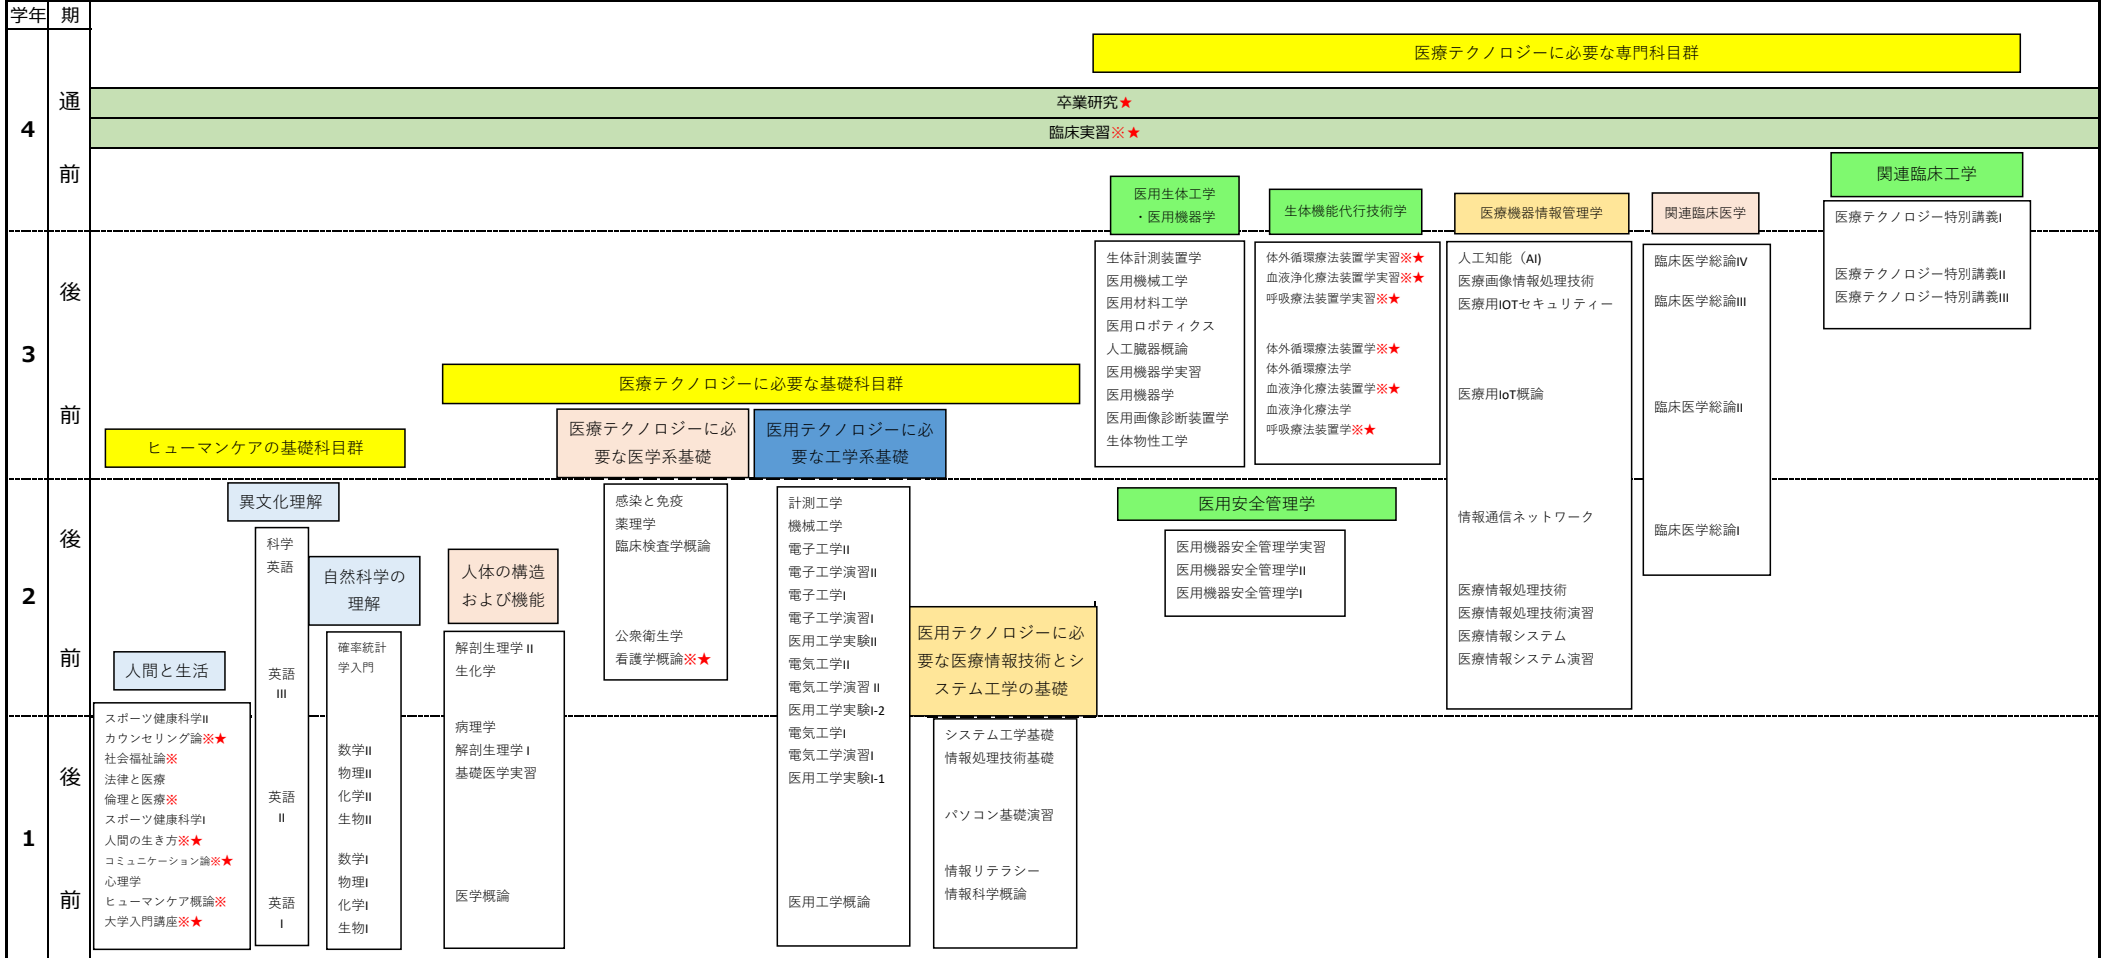 学年 期
医療テクノロジーに必要な専門科目群
4
通
卒業研究★
臨床実習※★
前
関連臨床工学
医療テクノロジー特別講義I
医療テクノロジー特別講義II
医療テクノロジー特別講義III
医用生体工学
・医用機器学
生体計測装置学
医用機械工学
医用材料工学
医用ロボティクス
人工臓器概論
医用機器学実習
医用機器学
医用画像診断装置学
生体物性工学
生体機能代行技術学
体外循環療法装置学実習※★
血液浄化療法装置学実習※★
呼吸療法装置学実習※★
体外循環療法装置学※★
体外循環療法学
血液浄化療法装置学※★
血液浄化療法学
呼吸療法装置学※★
医療機器情報管理学
人工知能（AI)
医療画像情報処理技術
医療用IOTセキュリティー
医療用IoT概論
情報通信ネットワーク
医療情報処理技術
医療情報処理技術演習
医療情報システム
医療情報システム演習
関連臨床医学
臨床医学総論IV
臨床医学総論III
臨床医学総論II
臨床医学総論I
3
後
前
医療テクノロジーに必要な基礎科目群
医療テクノロジーに必
要な医学系基礎
感染と免疫
薬理学
臨床検査学概論
公衆衛生学
看護学概論※★
医用テクノロジーに必
要な工学系基礎
計測工学
機械工学
電子工学II
電子工学演習II
電子工学I
電子工学演習I
医用工学実験II
電気工学II
電気工学演習 II
医用工学実験I-2
電気工学I
電気工学演習I
医用工学実験I-1
医用工学概論
ヒューマンケアの基礎科目群
医用安全管理学
医用機器安全管理学実習
医用機器安全管理学II
医用機器安全管理学I
2
後
前
異文化理解
科学
英語
英語
III
英語
II
英語
I
自然科学の
理解
確率統計
学入門
数学II
物理II
化学II
生物II
数学I
物理I
化学I
生物I
人体の構造
および機能
解剖生理学 II
生化学
病理学
解剖生理学 I
基礎医学実習
医学概論
医用テクノロジーに必
要な医療情報技術とシ
ステム工学の基礎
システム工学基礎
情報処理技術基礎
パソコン基礎演習
情報リテラシー
情報科学概論
人間と生活
スポーツ健康科学II
カウンセリング論※★
社会福祉論※
法律と医療
倫理と医療※
スポーツ健康科学I
人間の生き方※★
コミュニケーション論※★
心理学
ヒューマンケア概論※
大学入門講座※★
1
後
前